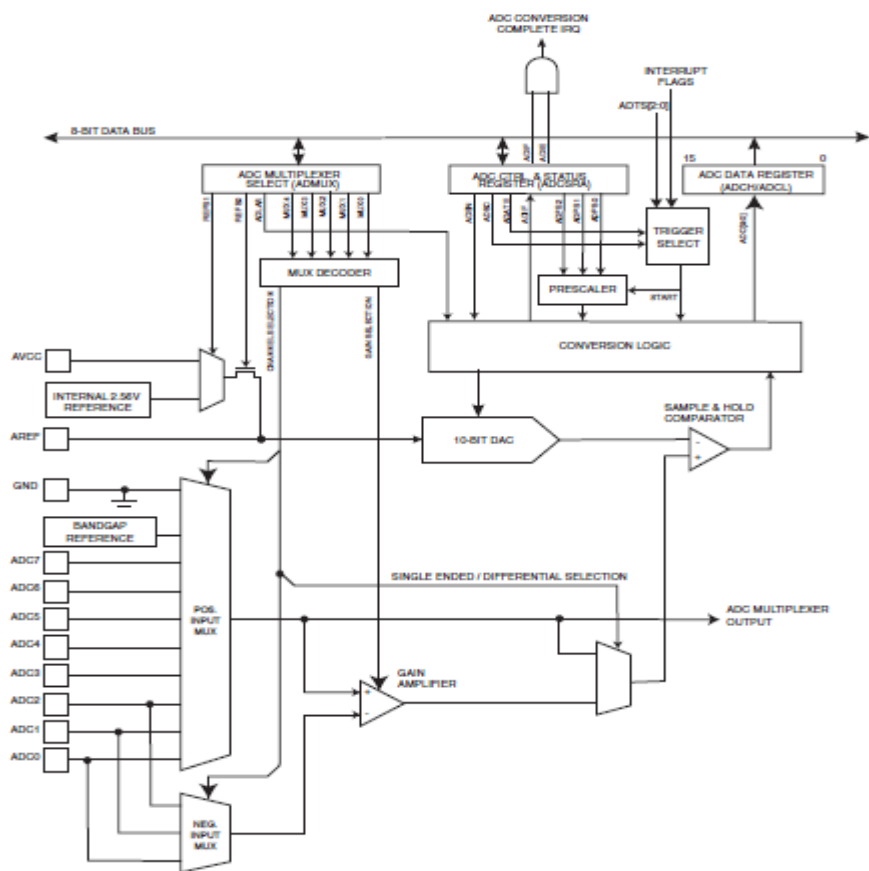 ADC CONVERSION
COMPLETE IRQ
INTERRUPT
FLAGS
ADTS[2:0]
8-BIT DATA BUS
ADIF
ADIE
15
0
ADC MULTIPLEXER
SELECT (ADMUX)
ADC CTRL & STATUS
REGISTER (ADCSRA)
ADC DATA REGISTER
(ADCH/ADCL)
REFS1
REFS0
ADLAR
MUX4
MUX3
MUX2
MUX1
MUX0
ADEN
ADSC
ADATE
ADIF
ADPS2
ADPS1
ADPS0
ADC[9:0]
TRIGGER
SELECT
MUX DECODER
PRESCALER
START
CHANNEL SELECTION
GAIN SELECTION
CONVERSION LOGIC
AVCC
INTERNAL 2.56V
REFERENCE
SAMPLE & HOLD
COMPARATOR
AREF
10-BIT DAC
-
+
GND
BANDGAP
REFERENCE
ADC7
SINGLE ENDED / DIFFERENTIAL SELECTION
ADC6
ADC5
POS.
INPUT
MUX
ADC MULTIPLEXER
OUTPUT
ADC4
ADC3
GAIN
AMPLIFIER
+
-
ADC2
ADC1
ADC0
NEG.
INPUT
MUX